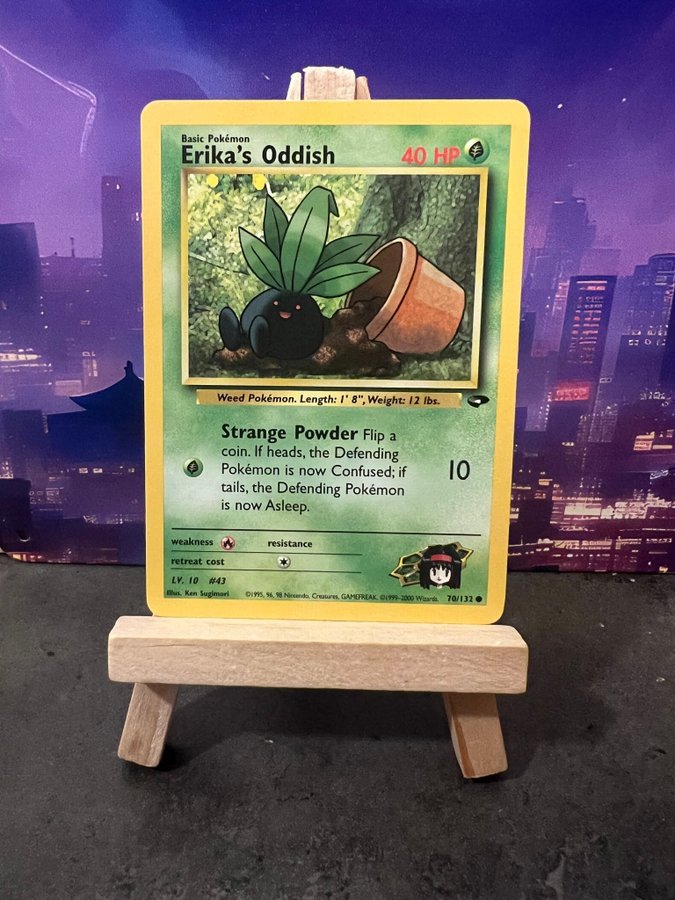 Basic Pokémon
Erika's Oddish 40 HP
Weed Pokémon. Length: 1' 8", Weight: 12 lbs.
Strange Powder Flip a
coin. If heads, the Defending
Pokémon is now Confused; if
tails, the Defending Pokémon
is now Asleep.
10
weakness resistance
retreat cost
LV. 10 #43
Illus. Ken Sugimori ©1995, 96, 98 Nintendo, Creatures, GAMEFREAK. ©1999-2000 Wizards. 70/132